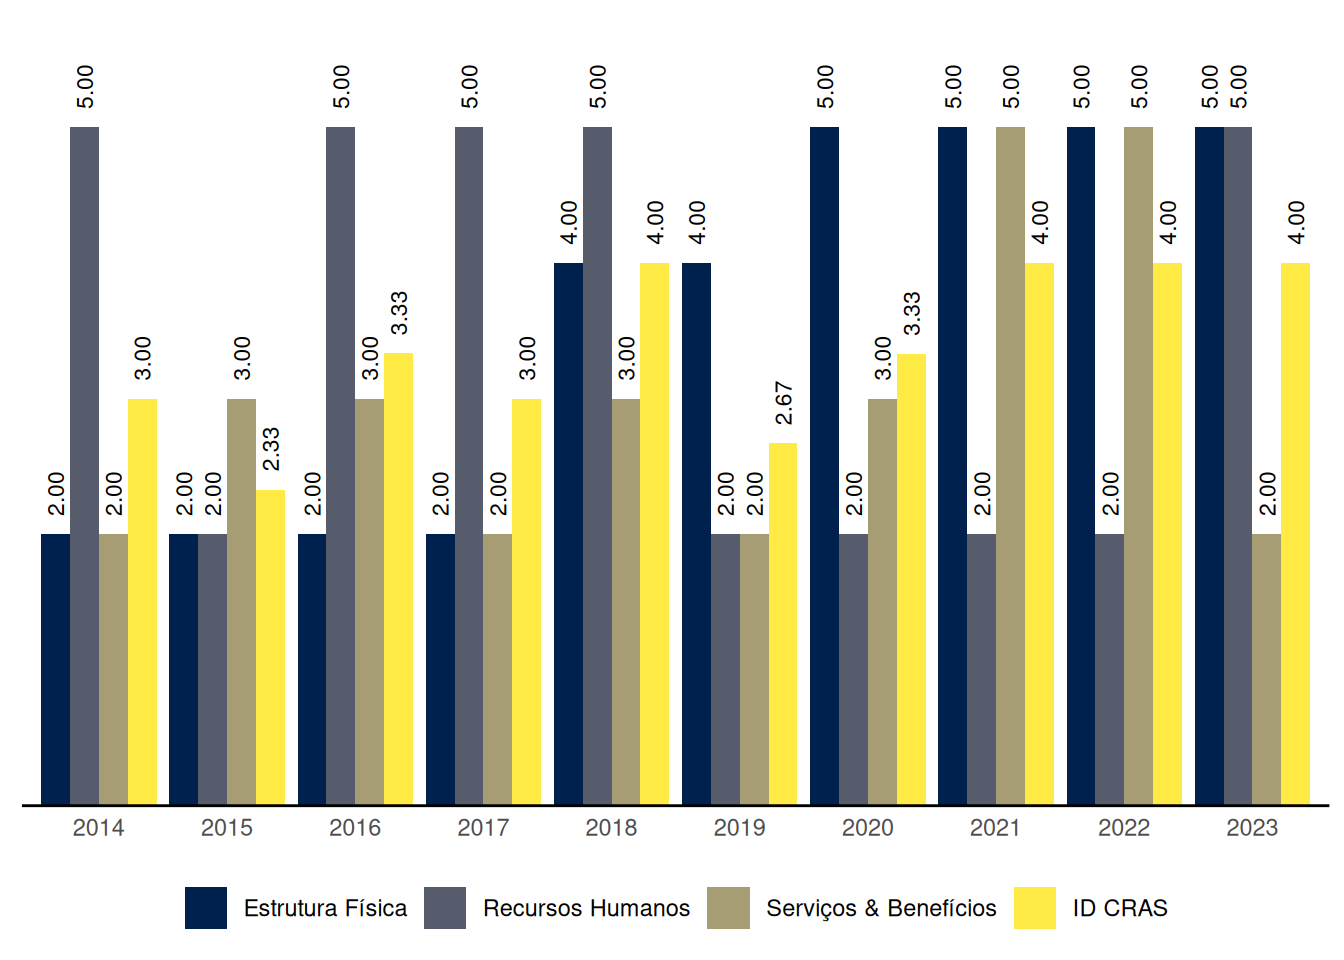 5.00 5.00 5.00 5.00 5.00 5.00 5.00 5.00 5.00 5.00 5.00
4.00 4.00 4.00 4.00 4.00 4.00
3.33 3.33
3.00 3.00 3.00 3.00 3.00 3.00
2.67
2.33
2.00 2.00 2.00 2.00 2.00 2.00 2.00 2.00 2.00 2.00 2.00 2.00 2.00 2.00
2014 2015 2016 2017 2018 2019 2020 2021 2022 2023
Estrutura Física Recursos Humanos Serviços & Benefícios ID CRAS